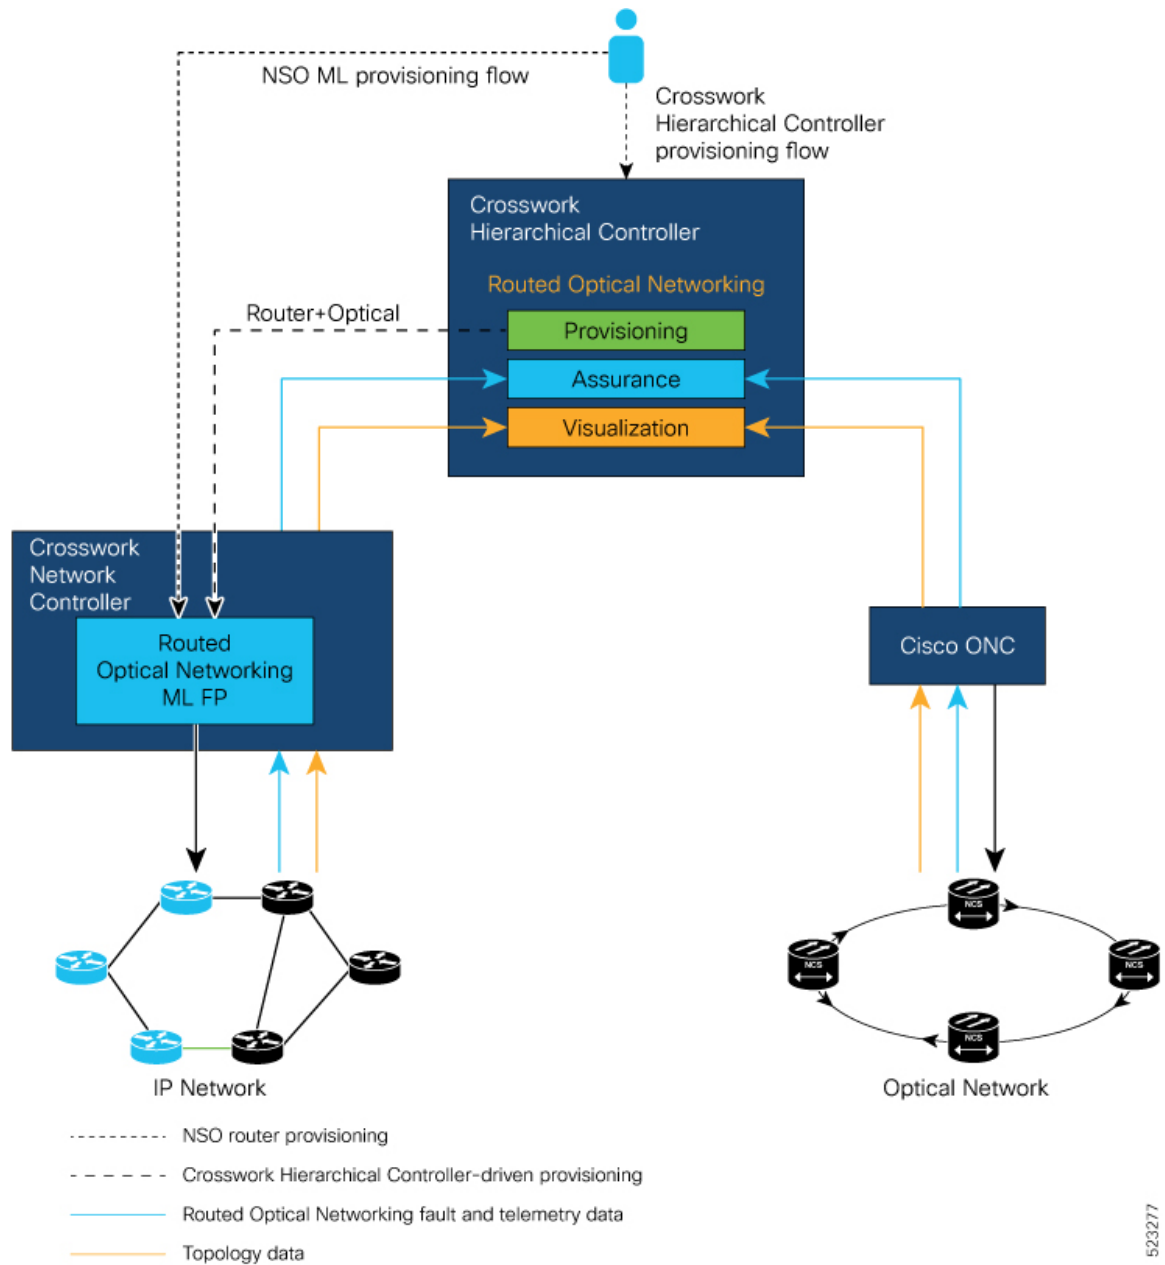 NSO ML provisioning flow
Crosswork
Hierarchical Controller
provisioning flow
Crosswork
Hierarchical Controller
Routed Optical Networking
Router+Optical
Provisioning
Assurance
Visualization
Crosswork
Network
Controller
Routed
Optical Networking
ML FP
Cisco ONC
NCS
NCS
NCS
NCS
IP Network
Optical Network
NSO router provisioning
Crosswork Hierarchical Controller-driven provisioning
Routed Optical Networking fault and telemetry data
Topology data
523277